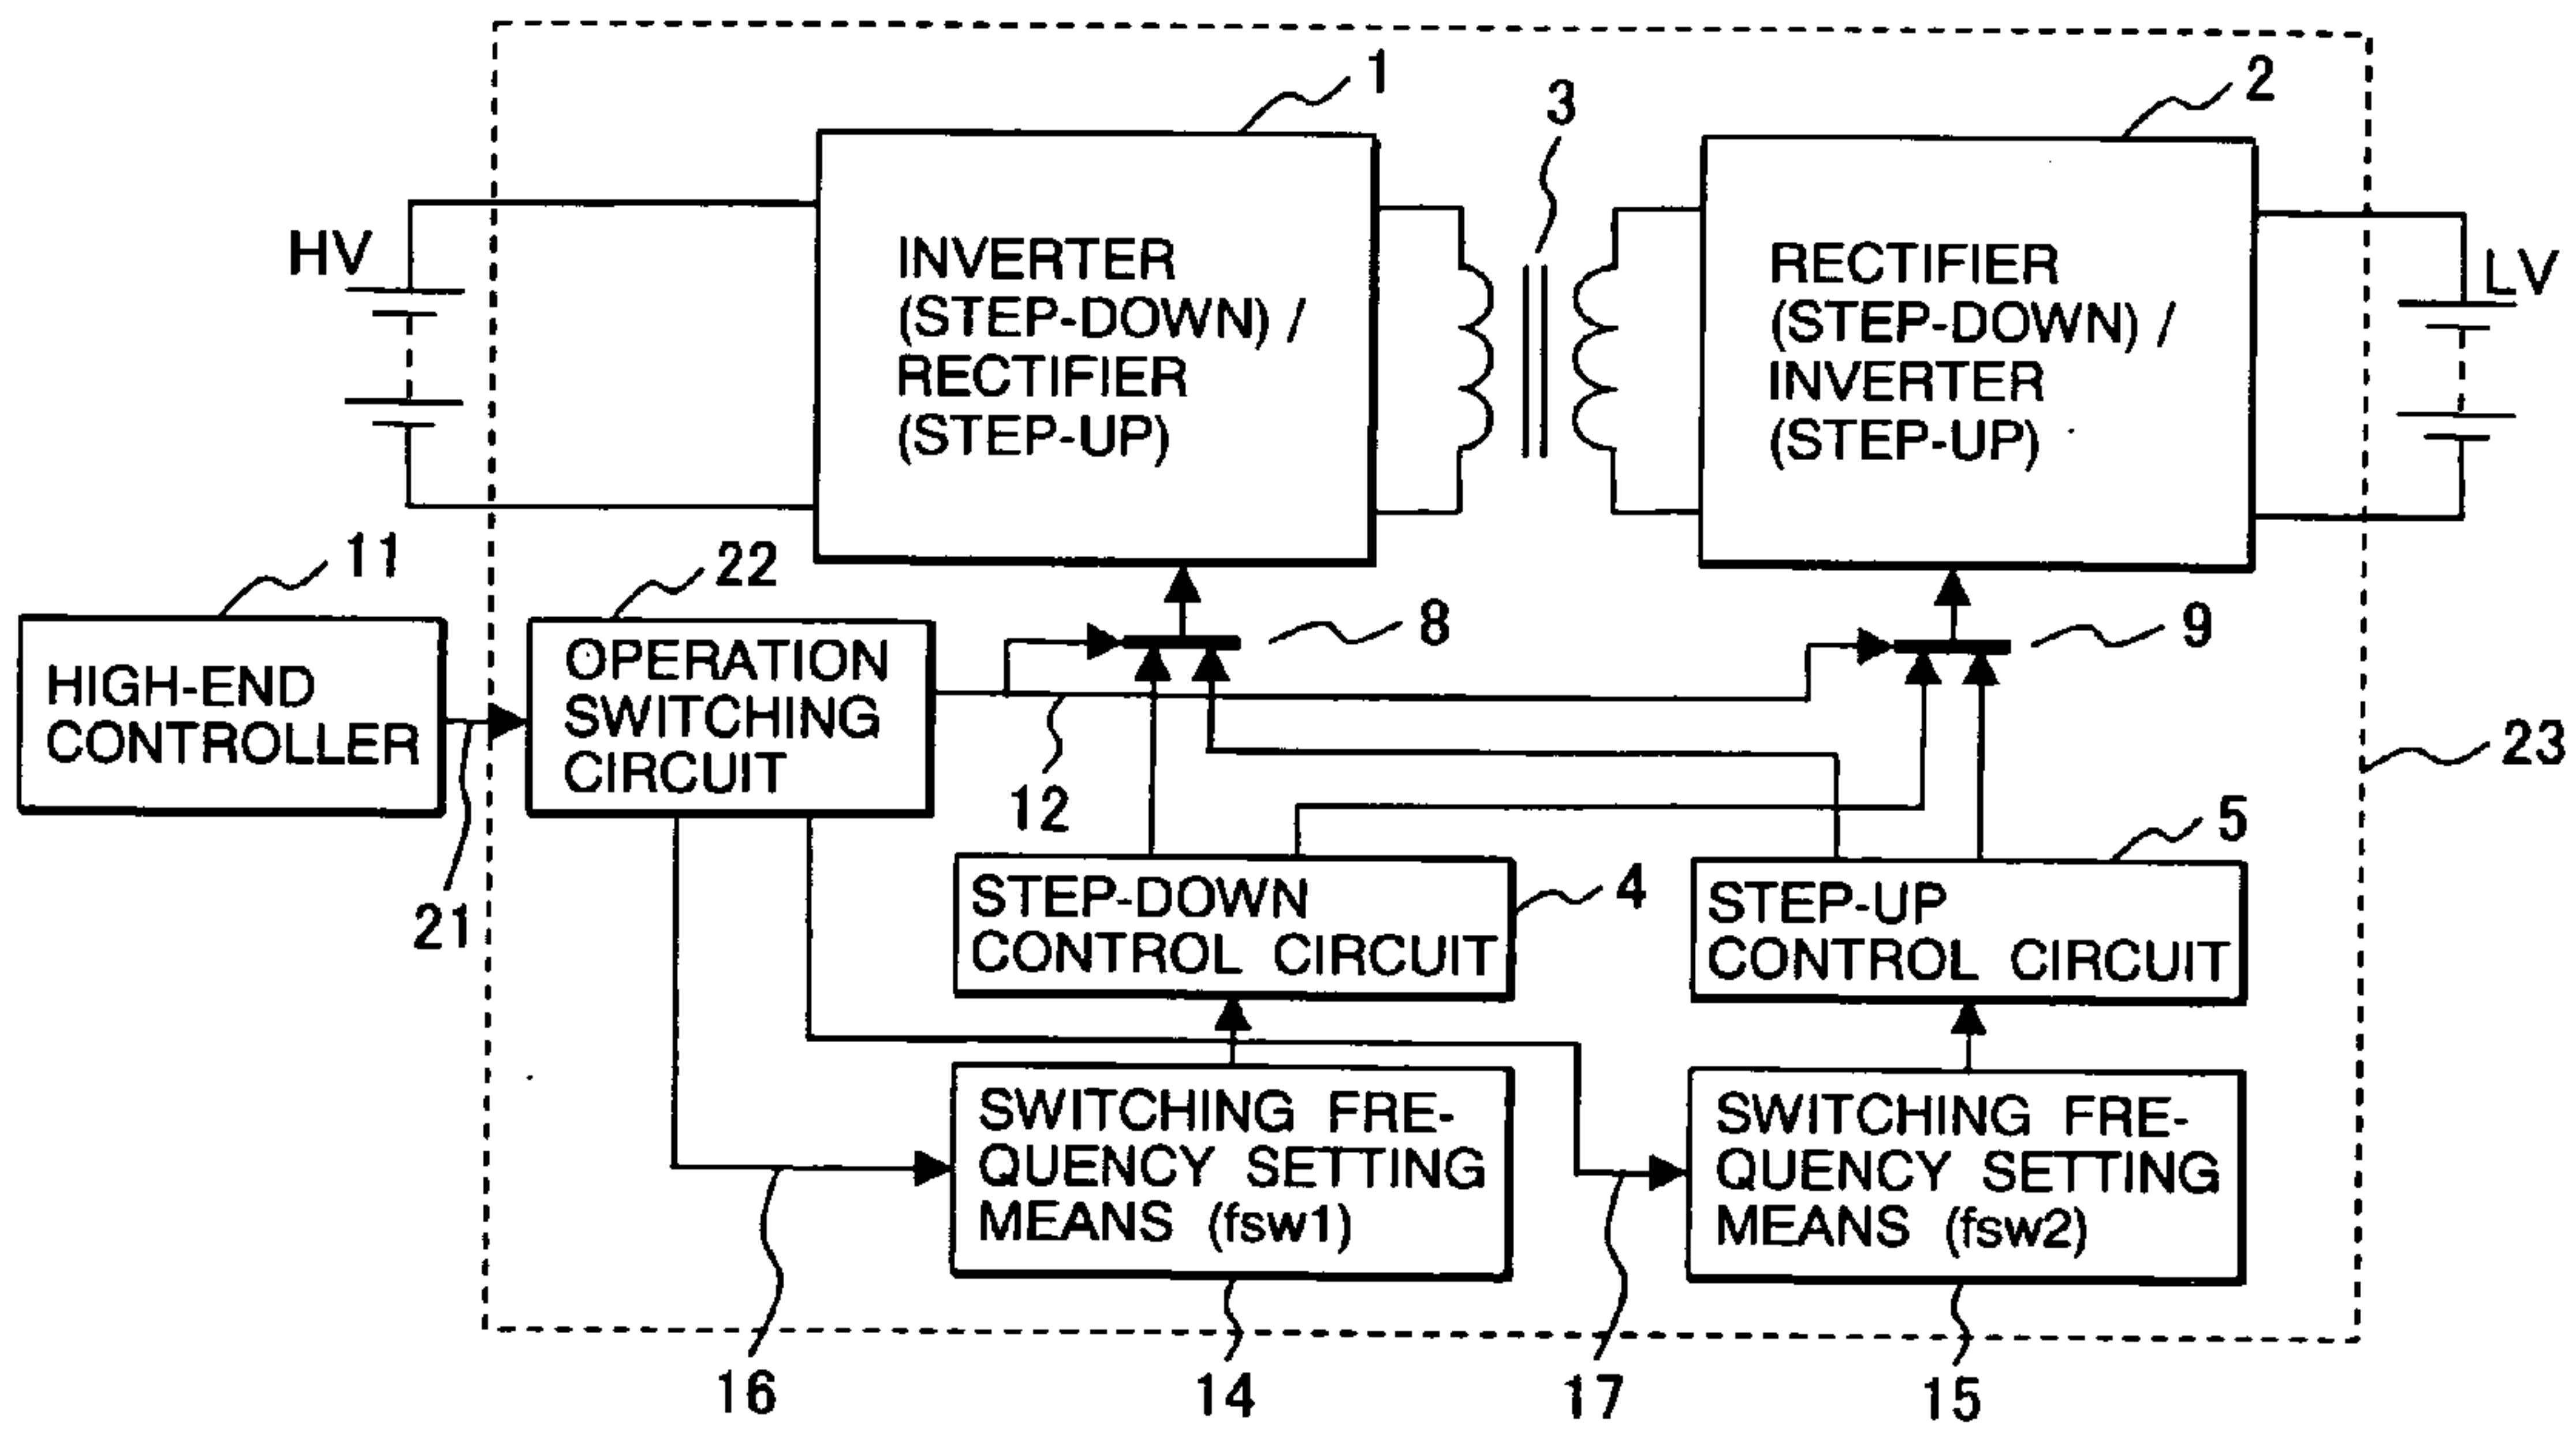 1
2
3
HV
INVERTER
(STEP-DOWN) /
RECTIFIER
(STEP-UP)
RECTIFIER
(STEP-DOWN) /
INVERTER
(STEP-UP)
LV
11
22
8
9
HIGH-END
CONTROLLER
OPERATION
SWITCHING
CIRCUIT
23
12
21
4
5
STEP-DOWN
CONTROL CIRCUIT
STEP-UP
CONTROL CIRCUIT
SWITCHING FRE-
QUENCY SETTING
MEANS (fsw1)
SWITCHING FRE-
QUENCY SETTING
MEANS (fsw2)
16
14
17
15